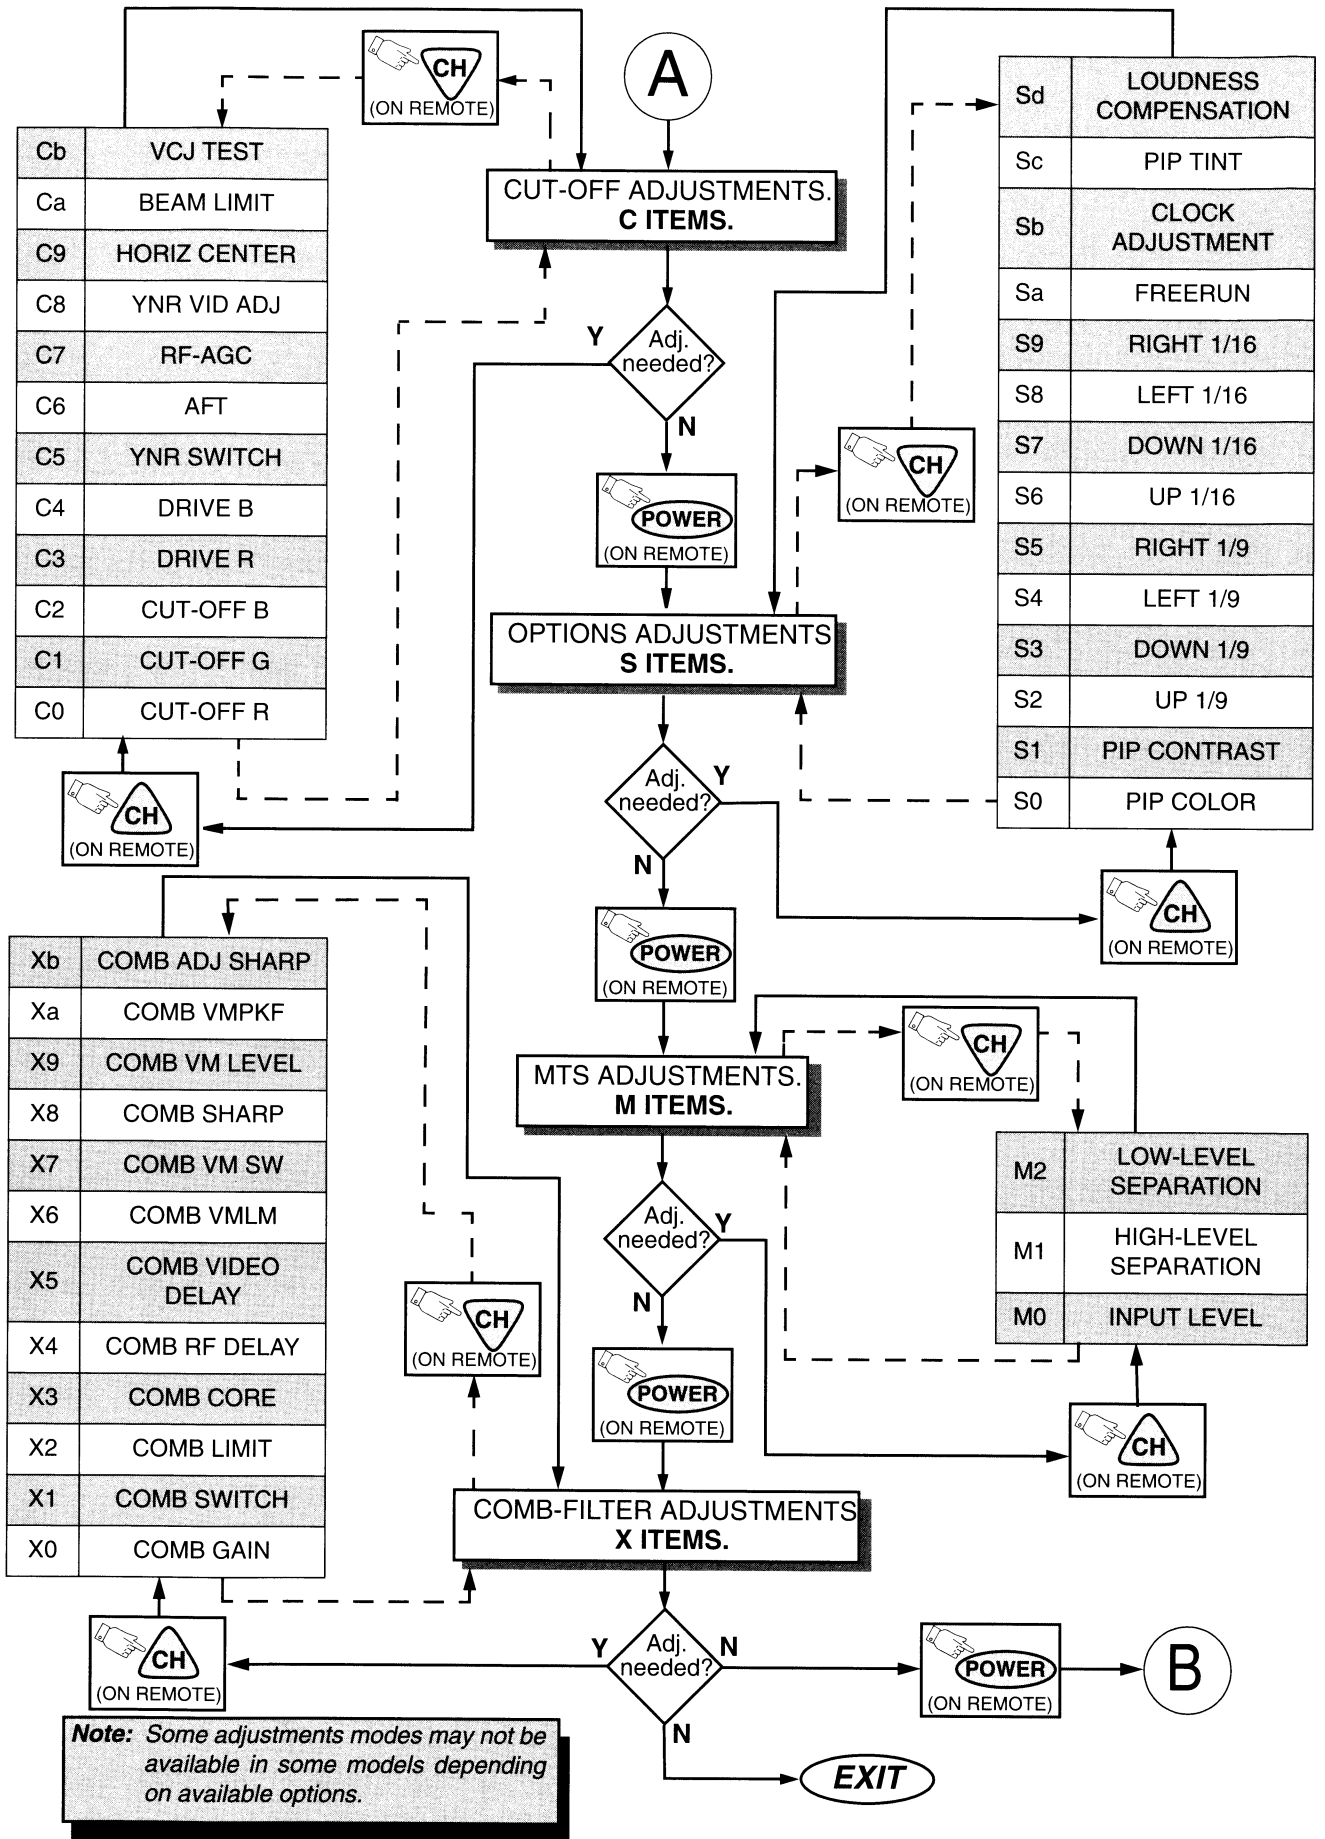 A
CH
(ON REMOTE)
CUT-OFF ADJUSTMENTS.
C ITEMS.
Cb VCJ TEST
Ca BEAM LIMIT
C9 HORIZ CENTER
C8 YNR VID ADJ
C7 RF-AGC
C6 AFT
C5 YNR SWITCH
C4 DRIVE B
C3 DRIVE R
C2 CUT-OFF B
C1 CUT-OFF G
C0 CUT-OFF R
CH
(ON REMOTE)
Y
Adj.
needed?
N
POWER
(ON REMOTE)
Sd LOUDNESS
COMPENSATION
Sc PIP TINT
Sb CLOCK
ADJUSTMENT
Sa FREERUN
S9 RIGHT 1/16
S8 LEFT 1/16
S7 DOWN 1/16
S6 UP 1/16
S5 RIGHT 1/9
S4 LEFT 1/9
S3 DOWN 1/9
S2 UP 1/9
S1 PIP CONTRAST
S0 PIP COLOR
CH
(ON REMOTE)
OPTIONS ADJUSTMENTS
S ITEMS.
Adj.
needed?
Y
N
CH
(ON REMOTE)
POWER
(ON REMOTE)
MTS ADJUSTMENTS.
M ITEMS.
CH
(ON REMOTE)
M2 LOW-LEVEL
SEPARATION
M1 HIGH-LEVEL
SEPARATION
M0 INPUT LEVEL
Adj.
needed?
Y
N
CH
(ON REMOTE)
POWER
(ON REMOTE)
Xb COMB ADJ SHARP
Xa COMB VMPKF
X9 COMB VM LEVEL
X8 COMB SHARP
X7 COMB VM SW
X6 COMB VMLM
X5 COMB VIDEO
DELAY
X4 COMB RF DELAY
X3 COMB CORE
X2 COMB LIMIT
X1 COMB SWITCH
X0 COMB GAIN
CH
(ON REMOTE)
COMB-FILTER ADJUSTMENTS
X ITEMS.
CH
(ON REMOTE)
Y
Adj.
needed?
N
POWER
(ON REMOTE)
B
N
EXIT
Note: Some adjustments modes may not be
available in some models depending
on available options.